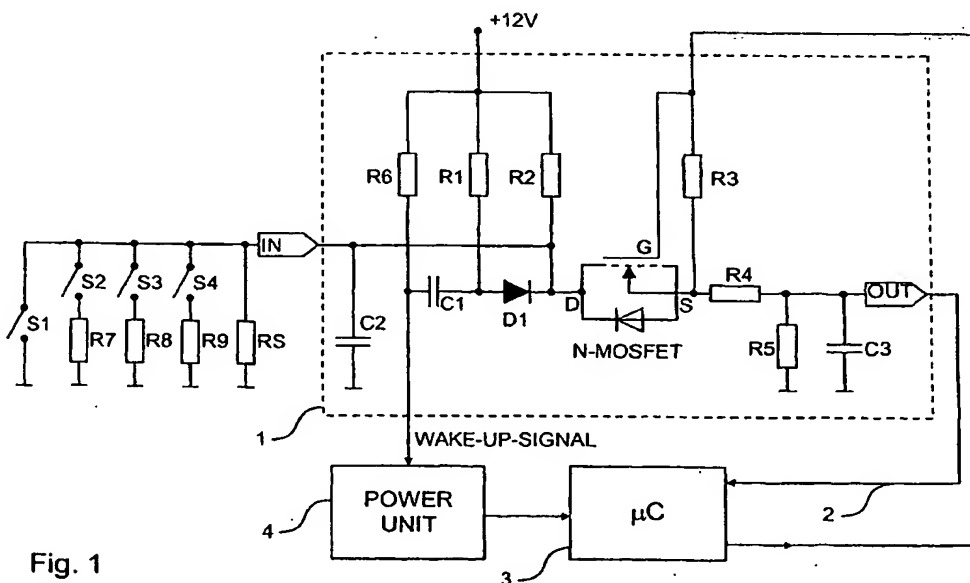 +12V
R6
R1
R2
R3
IN
G
S1
S2
S3
S4
R7
R8
R9
RS
C2
C1
D1
D
S
N-MOSFET
R4
R5
C3
OUT
1
WAKE-UP-SIGNAL
POWER
UNIT
4
µC
3
2
Fig. 1